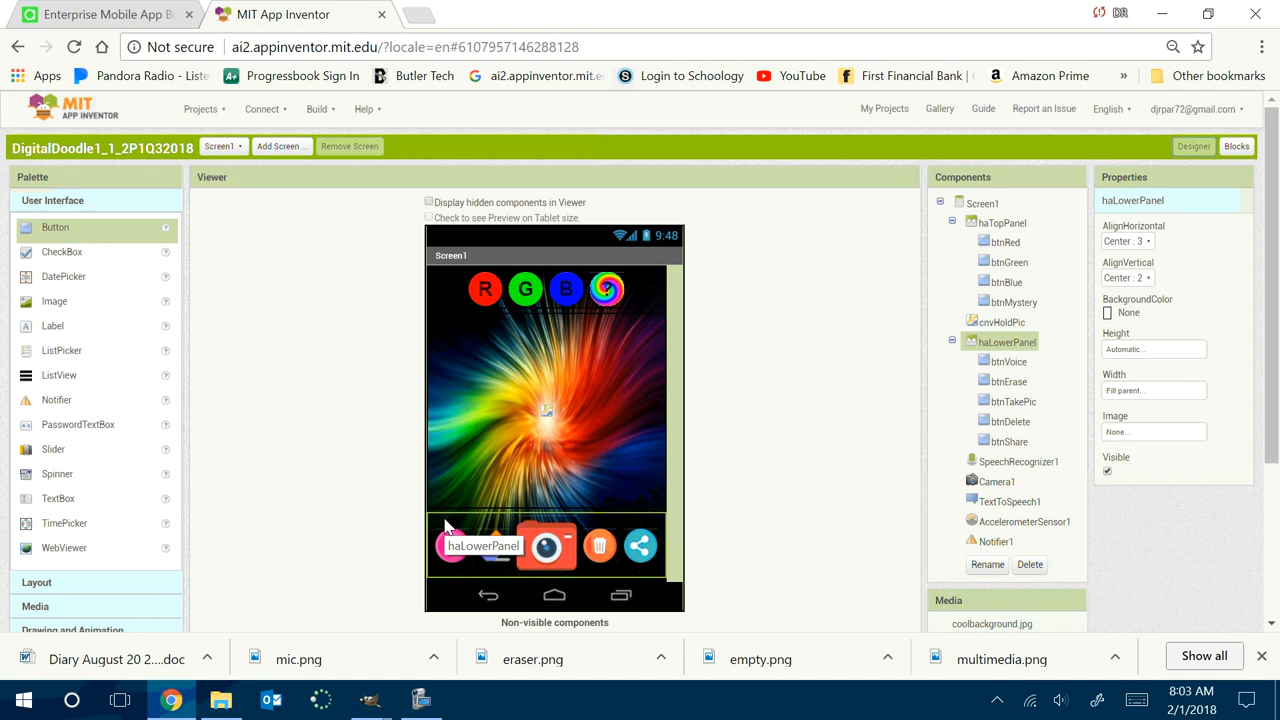 Enterprise Mobile App Bu
MIT App Inventor
DR
Not secure
ai2.appinventor.mit.edu/?locale=en#6107957146288128
Apps
Pandora Radio - Liste
Progressbook Sign In
Butler Tech
ai2.appinventor.mit.e
Login to Schoology
YouTube
First Financial Bank |
Amazon Prime
»
Other bookmarks
MIT
APP INVENTOR
Projects
Connect
Build
Help
My Projects
Gallery
Guide
Report an Issue
English
djrpar72@gmail.com
DigitalDoodle1_1_2P1Q32018
Screen1
Add Screen ...
Remove Screen
Designer
Blocks
Palette
User Interface
Button
CheckBox
DatePicker
Image
Label
ListPicker
ListView
Notifier
PasswordTextBox
Slider
Spinner
TextBox
TimePicker
WebViewer
Layout
Media
Drawing and Animation
Viewer
Display hidden components in Viewer
Check to see Preview on Tablet size.
9:48
Screen1
R G B ?
haLowerPanel
Non-visible components
Components
Screen1
haTopPanel
btnRed
btnGreen
btnBlue
btnMystery
cnvHoldPic
haLowerPanel
btnVoice
btnErase
btnTakePic
btnDelete
btnShare
SpeechRecognizer1
Camera1
TextToSpeech1
AccelerometerSensor1
Notifier1
Rename
Delete
Media
coolbackground.jpg
Properties
haLowerPanel
AlignHorizontal
Center : 3
AlignVertical
Center : 2
BackgroundColor
None
Height
Automatic...
Width
Fill parent...
Image
None...
Visible
Diary August 20 2....doc
mic.png
eraser.png
empty.png
multimedia.png
Show all
8:03 AM
2/1/2018